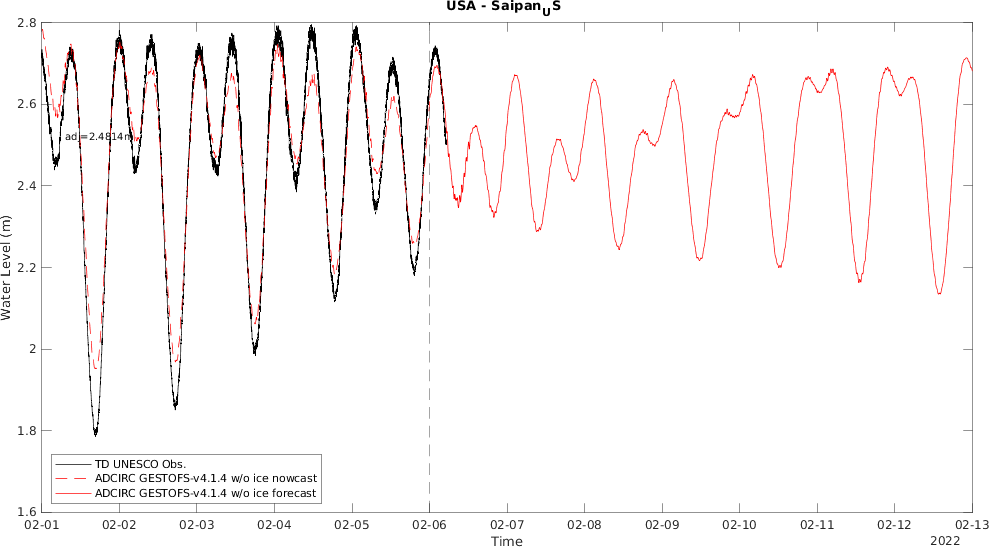 USA - SaipanUS
2.8
2.6
2.4
2.2
2
1.8
1.6
Water Level (m)
ad = 2.4814m
TD UNESCO Obs.
ADCIRC GESTOFS-v4.1.4 w/o ice nowcast
ADCIRC GESTOFS-v4.1.4 w/o ice forecast
02-01 02-02 02-03 02-04 02-05 02-06 02-07 02-08 02-09 02-10 02-11 02-12 02-13
Time
2022